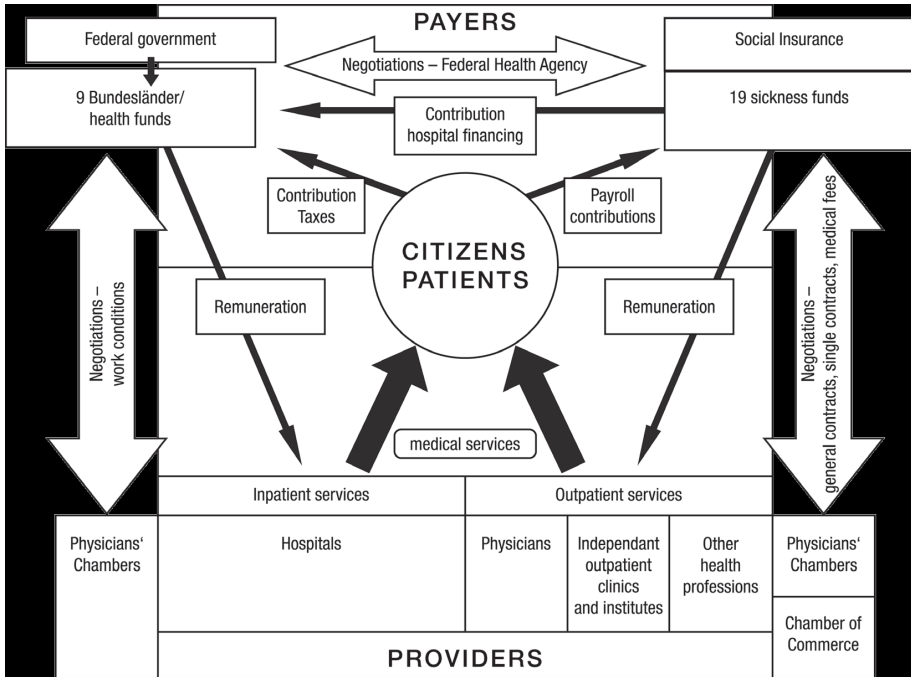 PAYERS
Federal government
Social Insurance
Negotiations – Federal Health Agency
9 Bundesländer/
health funds
19 sickness funds
Contribution
hospital financing
Contribution
Taxes
Payroll
contributions
CITIZENS
PATIENTS
Negotiations –
work conditions
Remuneration
Remuneration
Negotiations –
general contracts, single contracts, medical fees
medical services
Inpatient services
Outpatient services
Physicians‘
Chambers
Hospitals
Physicians
Independant
outpatient
clinics
and institutes
Other
health
professions
Physicians‘
Chambers
Chamber of
Commerce
PROVIDERS